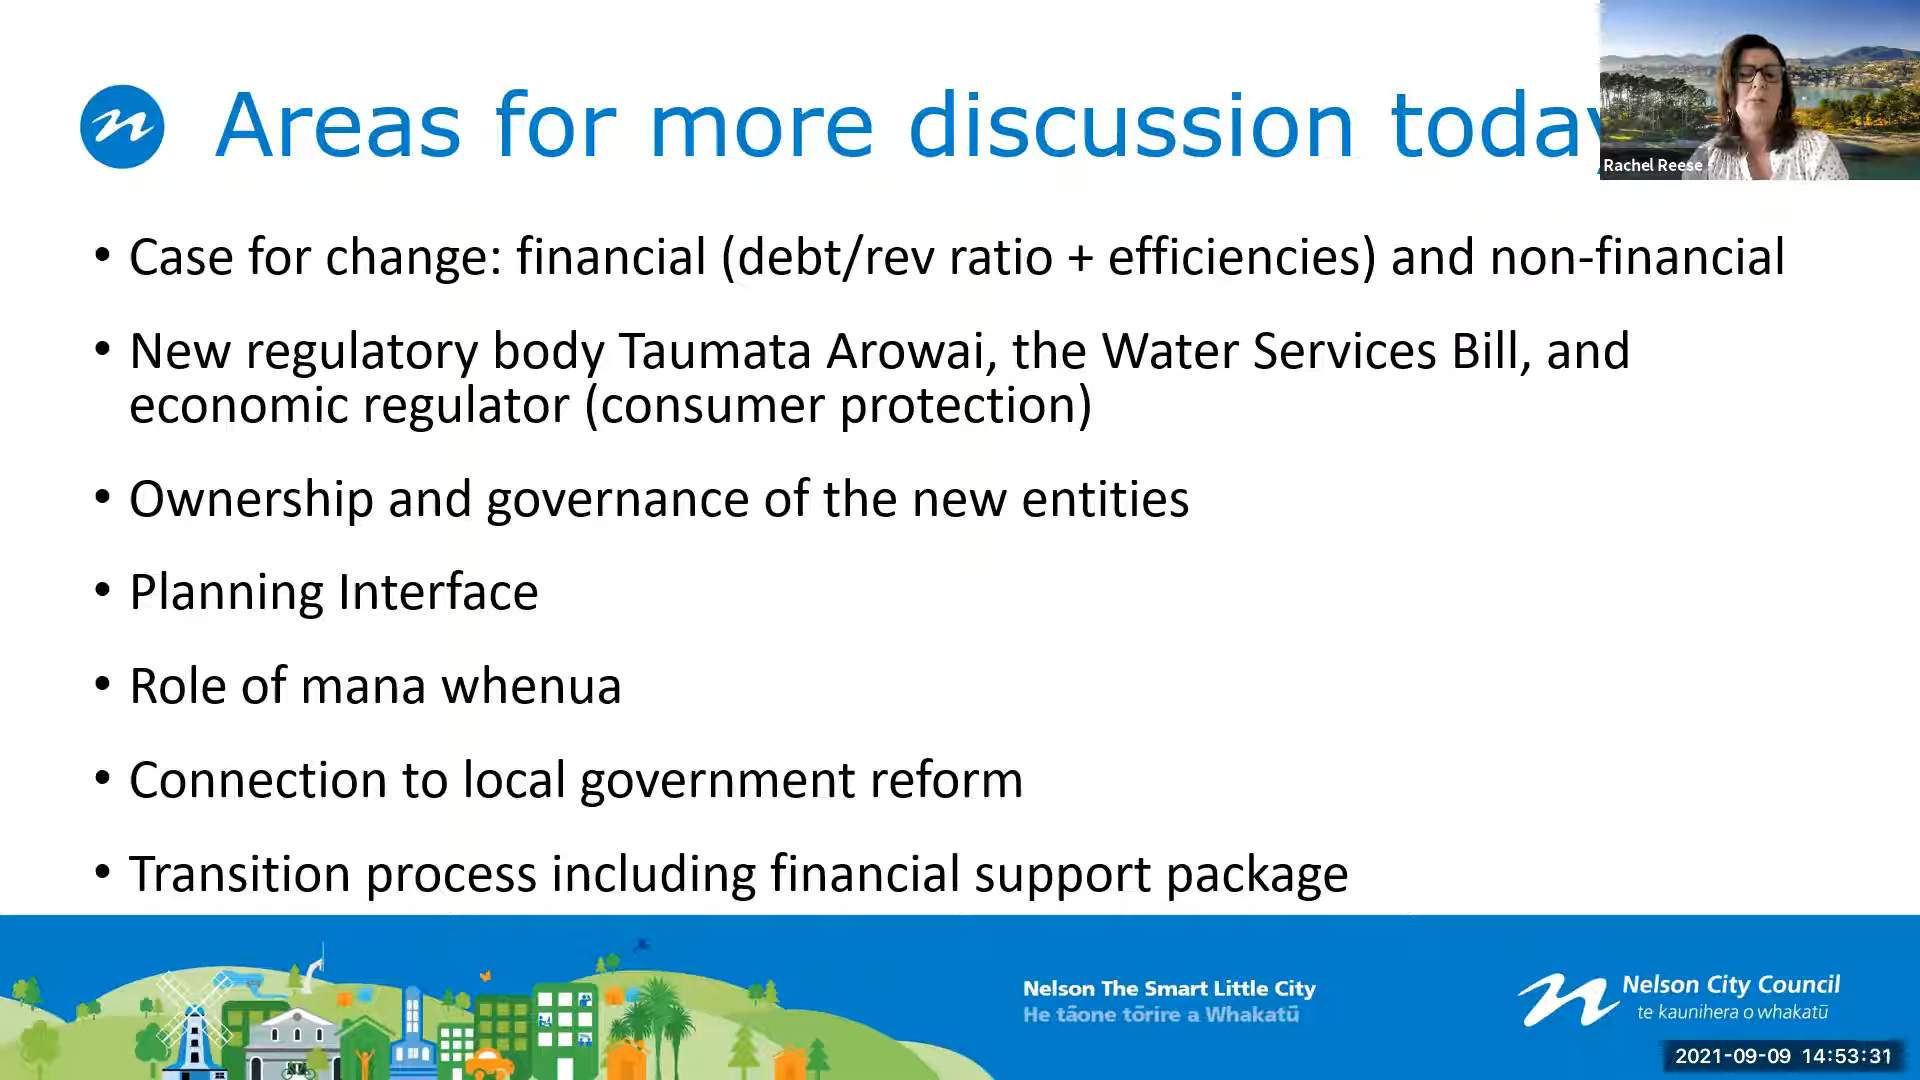 Areas for more discussion today
Rachel Reese
• Case for change: financial (debt/rev ratio + efficiencies) and non-financial
• New regulatory body Taumata Arowai, the Water Services Bill, and
economic regulator (consumer protection)
• Ownership and governance of the new entities
• Planning Interface
• Role of mana whenua
• Connection to local government reform
• Transition process including financial support package
Nelson The Smart Little City
He tāone tōrire a Whakatū
Nelson City Council
te kaunihera o whakatū
2021-09-09 14:53:31